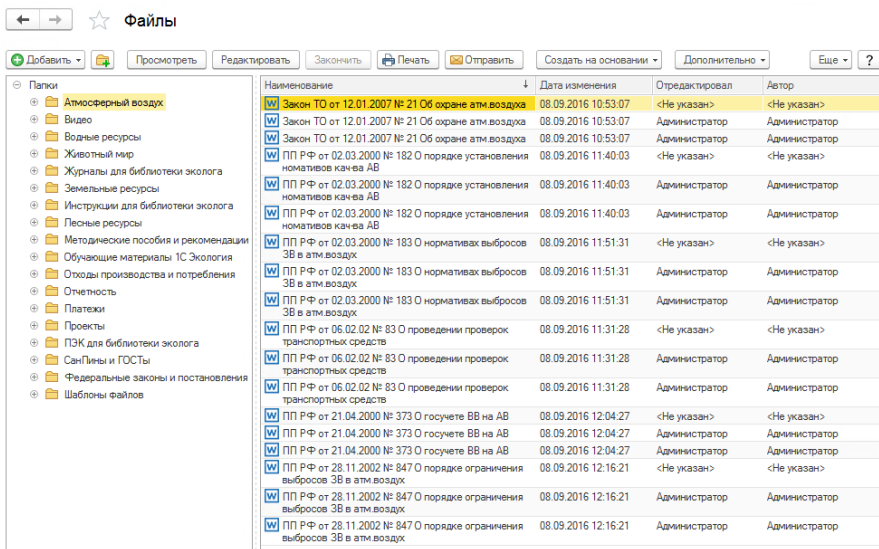 Файлы
Добавить
Просмотреть
Редактировать
Закончить
Печать
Отправить
Создать на основании
Дополнительно
Еще
?
Папки
Атмосферный воздух
Видео
Водные ресурсы
Животный мир
Журналы для библиотеки эколога
Земельные ресурсы
Инструкции для библиотеки эколога
Лесные ресурсы
Методические пособия и рекомендации
Обучающие материалы 1С Экология
Отходы производства и потребления
Отчетность
Платежи
Проекты
ПЭК для библиотеки эколога
СанПины и ГОСТы
Федеральные законы и постановления
Шаблоны файлов
Наименование ↓ Дата изменения Отредактировал Автор
Закон ТО от 12.01.2007 № 21 Об охране атм.воздуха 08.09.2016 10:53:07 <Не указан> <Не указан>
Закон ТО от 12.01.2007 № 21 Об охране атм.воздуха 08.09.2016 10:53:07 Администратор Администратор
Закон ТО от 12.01.2007 № 21 Об охране атм.воздуха 08.09.2016 10:53:07 Администратор Администратор
ПП РФ от 02.03.2000 № 182 О порядке установления 08.09.2016 11:40:03 <Не указан> <Не указан>
номативов кач-ва АВ
ПП РФ от 02.03.2000 № 182 О порядке установления 08.09.2016 11:40:03 Администратор Администратор
номативов кач-ва АВ
ПП РФ от 02.03.2000 № 182 О порядке установления 08.09.2016 11:40:03 Администратор Администратор
номативов кач-ва АВ
ПП РФ от 02.03.2000 № 183 О нормативах выбросов 08.09.2016 11:51:31 <Не указан> <Не указан>
ЗВ в атм.воздух
ПП РФ от 02.03.2000 № 183 О нормативах выбросов 08.09.2016 11:51:31 Администратор Администратор
ЗВ в атм.воздух
ПП РФ от 02.03.2000 № 183 О нормативах выбросов 08.09.2016 11:51:31 Администратор Администратор
ЗВ в атм.воздух
ПП РФ от 06.02.02 № 83 О проведении проверок 08.09.2016 11:31:28 <Не указан> <Не указан>
транспортных средств
ПП РФ от 06.02.02 № 83 О проведении проверок 08.09.2016 11:31:28 Администратор Администратор
транспортных средств
ПП РФ от 06.02.02 № 83 О проведении проверок 08.09.2016 11:31:28 Администратор Администратор
транспортных средств
ПП РФ от 21.04.2000 № 373 О госучете ВВ на АВ 08.09.2016 12:04:27 <Не указан> <Не указан>
ПП РФ от 21.04.2000 № 373 О госучете ВВ на АВ 08.09.2016 12:04:27 Администратор Администратор
ПП РФ от 21.04.2000 № 373 О госучете ВВ на АВ 08.09.2016 12:04:27 Администратор Администратор
ПП РФ от 28.11.2002 № 847 О порядке ограничения 08.09.2016 12:16:21 <Не указан> <Не указан>
выбросов ЗВ в атм.воздух
ПП РФ от 28.11.2002 № 847 О порядке ограничения 08.09.2016 12:16:21 Администратор Администратор
выбросов ЗВ в атм.воздух
ПП РФ от 28.11.2002 № 847 О порядке ограничения 08.09.2016 12:16:21 Администратор Администратор
выбросов ЗВ в атм.воздух